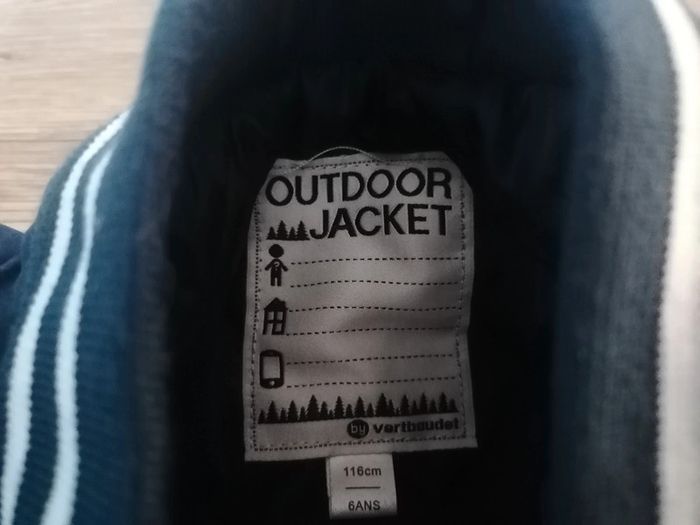 OUTDOOR
JACKET
by vertbaudet
116cm
6ANS